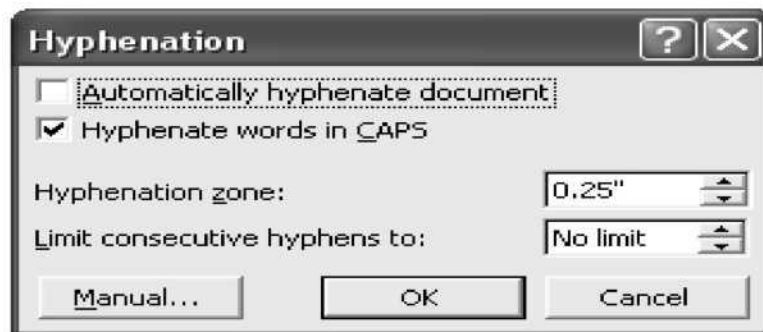 Hyphenation ? X
Automatically hyphenate document
Hyphenate words in CAPS
Hyphenation zone: 0.25"
Limit consecutive hyphens to: No limit
Manual... OK Cancel